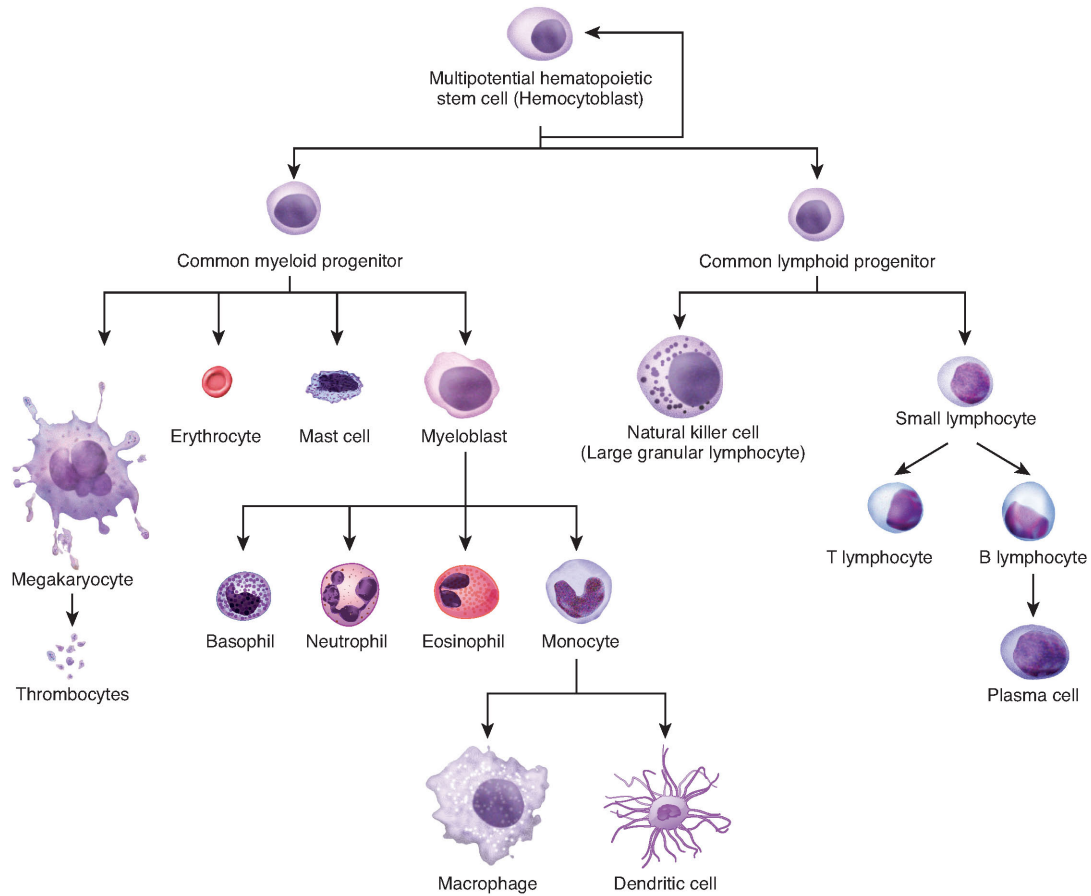 Multipotential hematopoietic
stem cell (Hemocytoblast)
Common myeloid progenitor
Common lymphoid progenitor
Erythrocyte
Mast cell
Myeloblast
Natural killer cell
(Large granular lymphocyte)
Small lymphocyte
T lymphocyte
B lymphocyte
Megakaryocyte
Basophil
Neutrophil
Eosinophil
Monocyte
Thrombocytes
Plasma cell
Macrophage
Dendritic cell